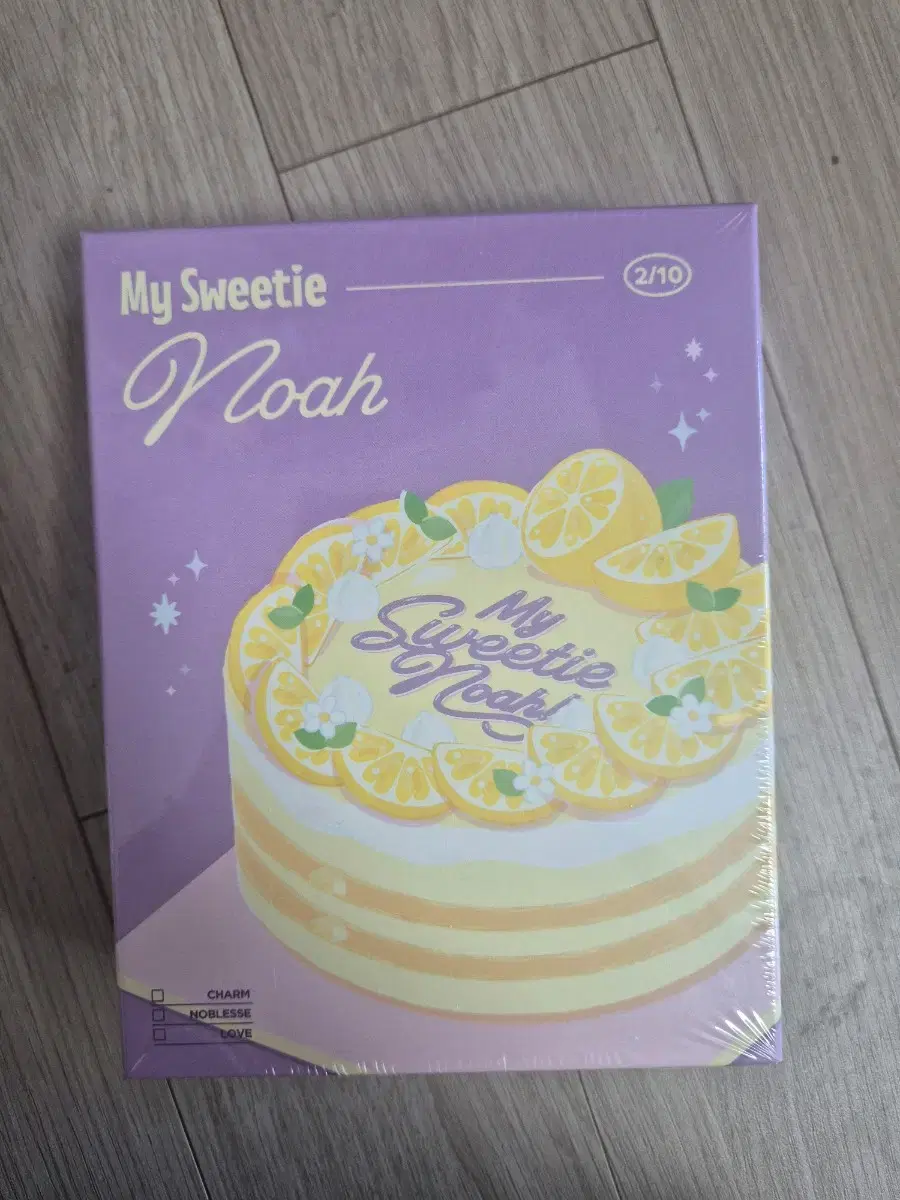 My Sweetie
2/10
Noah
My
Sweetie
Noah!
CHARM
NOBLESSE
LOVE